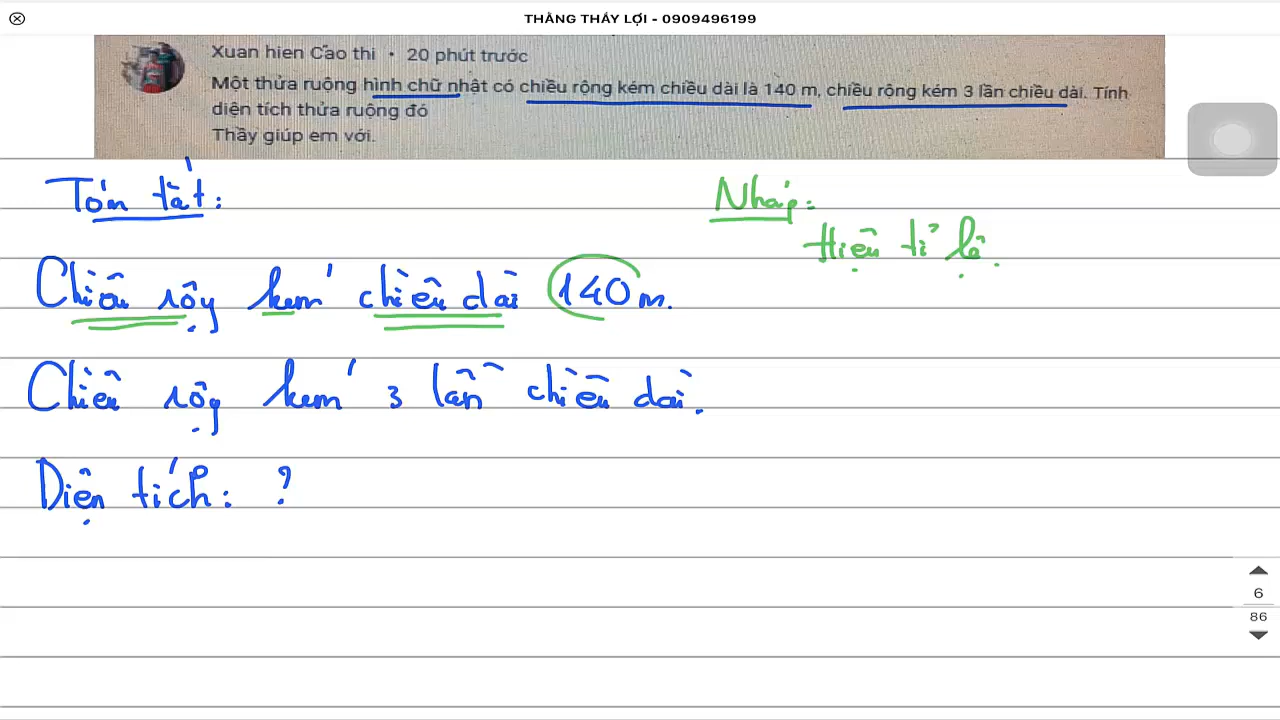 THẰNG THẦY LỢI - 0909496199
Xuan hien Cao thi • 20 phút trước
Một thửa ruộng hình chữ nhật có chiều rộng kém chiều dài là 140 m, chiều rộng kém 3 lần chiều dài. Tính
diện tích thửa ruộng đó
Thầy giúp em với.
Tóm tắt:
Nháp:
Hiệu tỉ lệ.
Chiều rộng kém chiều dài 140 m.
Chiều rộng kém 3 lần chiều dài.
Diện tích: ?
6
86